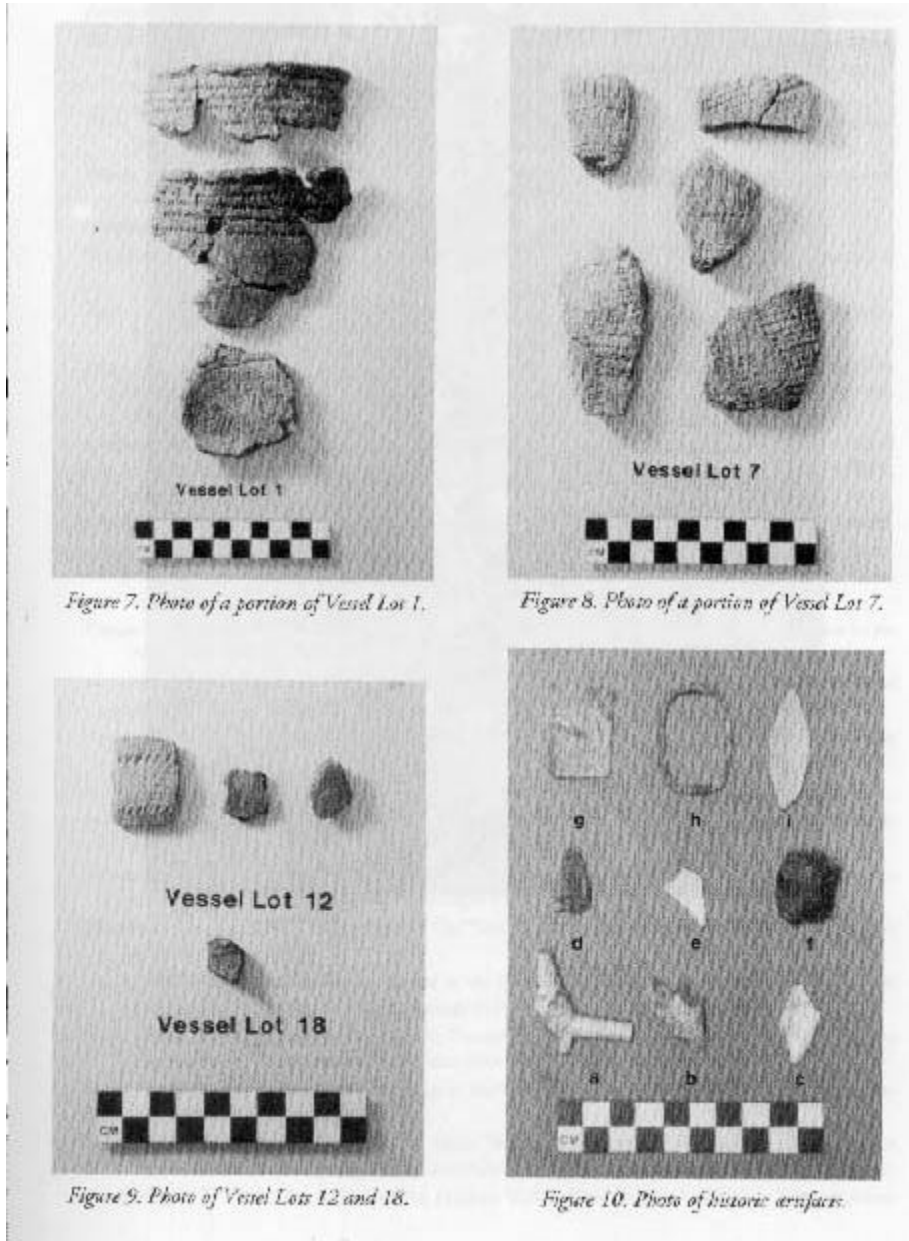 Vessel Lot 1
CM
Figure 7. Photo of a portion of Vessel Lot 1.
Vessel Lot 7
CM
Figure 8. Photo of a portion of Vessel Lot 7.
Vessel Lot 12
Vessel Lot 18
CM
Figure 9. Photo of Vessel Lots 12 and 18.
g h i
d e f
a b c
CM
Figure 10. Photo of historic artifacts.